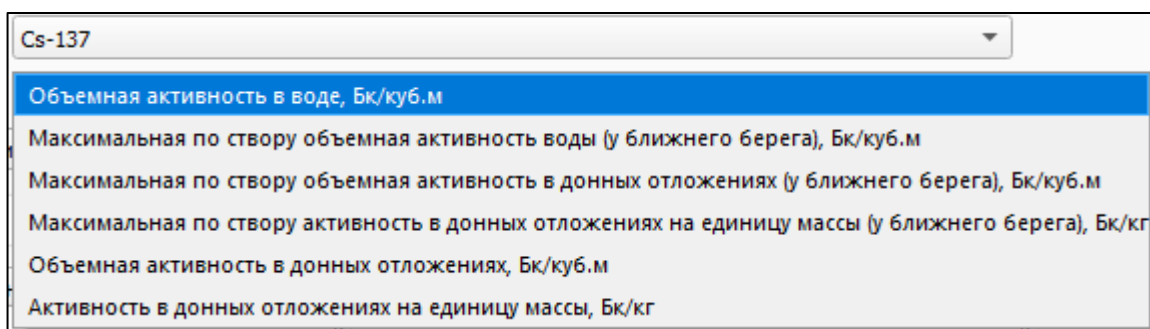 Cs-137
Объемная активность в воде, Бк/куб.м
Максимальная по створу объемная активность воды (у ближнего берега), Бк/куб.м
Максимальная по створу объемная активность в донных отложениях (у ближнего берега), Бк/куб.м
Максимальная по створу активность в донных отложениях на единицу массы (у ближнего берега), Бк/кг
Объемная активность в донных отложениях, Бк/куб.м
Активность в донных отложениях на единицу массы, Бк/кг